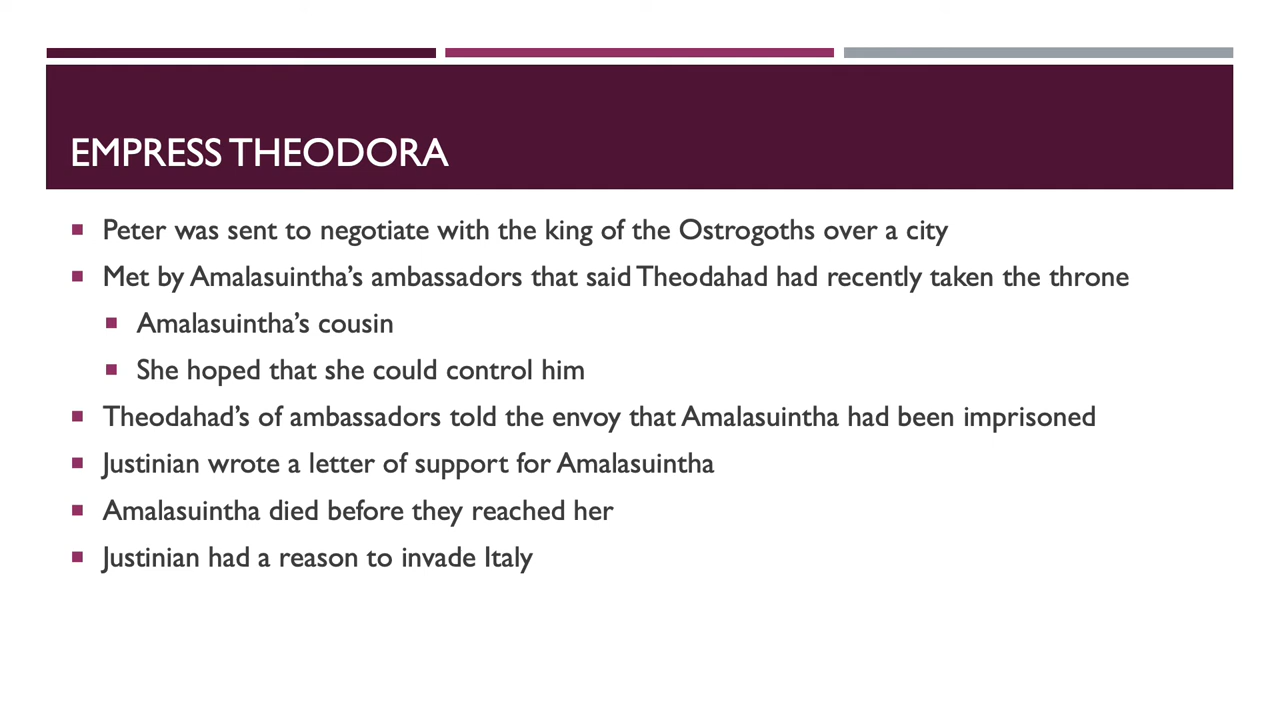 EMPRESS THEODORA
Peter was sent to negotiate with the king of the Ostrogoths over a city
Met by Amalasuintha’s ambassadors that said Theodahad had recently taken the throne
Amalasuintha’s cousin
She hoped that she could control him
Theodahad’s of ambassadors told the envoy that Amalasuintha had been imprisoned
Justinian wrote a letter of support for Amalasuintha
Amalasuintha died before they reached her
Justinian had a reason to invade Italy